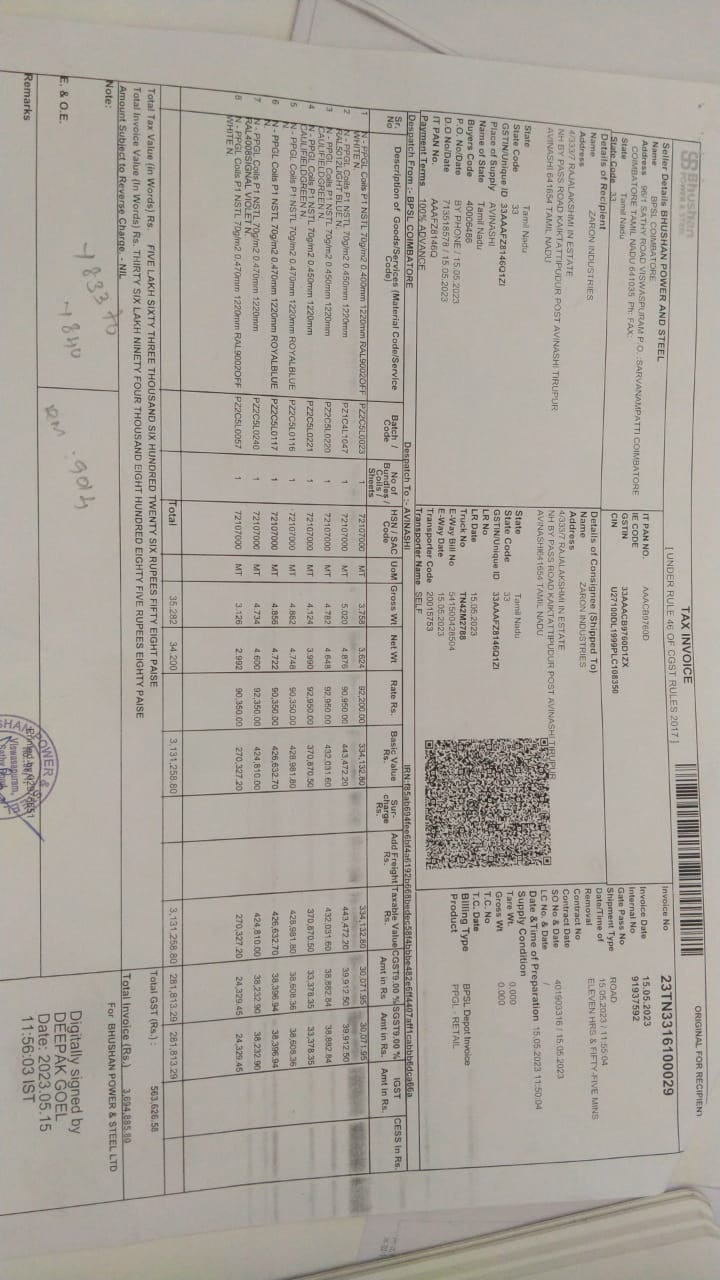 TAX INVOICE
[ UNDER RULE 46 OF CGST RULES 2017 ]
ORIGINAL FOR RECIPIENT
Bhushan
Power & Steel
Seller Details BHUSHAN POWER AND STEEL
Name BPSL COIMBATORE
Address 96/1 SATHY ROAD VISWASPURAM P.O. :SARVANAMPATTI COIMBATORE
COIMBATORE TAMIL NADU 641035 Ph: FAX:
State Tamil Nadu
State Code 33
IT PAN NO. AAACB9760D
IE CODE
GSTIN 33AAACB9760D1ZX
CIN U27100DL1999PLC108350
Invoice No 23TN3316100029
Invoice Date 15.05.2023
Internal No 91937592
Gate Pass No
Shipment Type ROAD
Date/Time of 15.05.2023 / 11:55:04
Removal ELEVEN HRS & FIFTY-FIVE MINS
Contract No
Contract Date
SO No & Date 401903316 / 15.05.2023
LC No. & Date /
Date &Time of Preparation 15.05.2023 11:50:04
Supply Condition
Tare Wt. 0.000
Gross Wt 0.000
T.C. No
T.C. Date
Billing Type BPSL Depot Invoice
Product PPGL - RETAIL
Details of Recipient
Name ZARON INDUSTRIES
Address
4/333/7 RAJALAKSHMI IN ESTATE
NH BY PASS ROAD KAIKTATTIPUDUR POST AVINASHI TIRUPUR
AVINASHI 641654 TAMIL NADU
State Tamil Nadu
State Code 33
GSTIN/Unique ID 33AAAFZ8146Q1ZI
Place of Supply AVINASHI
Name of State Tamil Nadu
Buyers Code 40006486
P.O. No/Date BY PHONE / 15.05.2023
D.O No/Date 713518578 / 15.05.2023
IT PAN No AAAFZ8146Q
Payment Terms 100% ADVANCE
Details of Consignee (Shipped To)
Name ZARON INDUSTRIES
Address
4/333/7 RAJALAKSHMI IN ESTATE
NH BY PASS ROAD KAIKTATTIPUDUR POST AVINASHI TIRUPUR
AVINASHI641654 TAMIL NADU
State Tamil Nadu
State Code 33
GSTIN/Unique ID 33AAAFZ8146Q1ZI
LR No
LR Date 15.05.2023
Truck No TN42M2788
E-Way Bill No 541500428504
E-Way Date 15.05.2023
Transporter Code 20015753
Transporter Name SELF
Despatch From :- BPSL COIMBATORE Despatch To :- AVINASHI
Sr. No Description of Goods/Services (Material Code/Service Code) Batch / Code No of Bundles / Coils / Sheets HSN / SAC Code UoM Gross Wt Net Wt Rate Rs. Basic Value Rs. Sur-charge Rs. Add Freight Rs. Taxable Value Rs. CGST9.00 % Amt in Rs SGST9.00 % Amt in Rs. IGST Amt in Rs. CESS in Rs.
1 N - PPGL Coils P1 NSTL 70g/m2 0.400mm 1220mm RAL9002OFF WHITE N. PZ2C5L0023 1 72107000 MT 3.758 3.624 92,200.00 334,132.80 334,132.80 30,071.95 30,071.95
2 N - PPGL Coils P1 NSTL 70g/m2 0.450mm 1220mm RAL5012LIGHT BLUE N. PZ1C4L1047 1 72107000 MT 5.020 4.876 90,950.00 443,472.20 443,472.20 39,912.50 39,912.50
3 N - PPGL Coils P1 NSTL 70g/m2 0.450mm 1220mm CAULIFIELDGREEN N. PZ2C5L0220 1 72107000 MT 4.782 4.648 92,950.00 432,031.60 432,031.60 38,882.84 38,882.84
4 N - PPGL Coils P1 NSTL 70g/m2 0.450mm 1220mm CAULFIELDGREEN N. PZ2C5L0221 1 72107000 MT 4.124 3.990 92,950.00 370,870.50 370,870.50 33,378.35 33,378.35
5 N - PPGL Coils P1 NSTL 70g/m2 0.470mm 1220mm ROYALBLUE N. PZ2C5L0116 1 72107000 MT 4.882 4.748 90,350.00 428,981.80 428,981.80 38,608.36 38,608.36
6 N - PPGL Coils P1 NSTL 70g/m2 0.470mm 1220mm ROYALBLUE N. PZ2C5L0117 1 72107000 MT 4.856 4.722 90,350.00 426,632.70 426,632.70 38,396.94 38,396.94
7 N - PPGL Coils P1 NSTL 70g/m2 0.470mm 1220mm RAL4008SIGNAL VIOLET N. PZ2C5L0240 1 72107000 MT 4.734 4.600 92,350.00 424,810.00 424,810.00 38,232.90 38,232.90
8 N - PPGL Coils P1 NSTL 70g/m2 0.470mm 1220mm RAL9002OFF WHITE N. PZ2C5L0057 1 72107000 MT 3.126 2.992 90,350.00 270,327.20 270,327.20 24,329.45 24,329.45
Total 35.282 34.200 3,131,258.80 3,131,258.80 281,813.29 281,813.29
Total GST (Rs.) : 563,626.58
Total Tax Value (In Words) Rs. FIVE LAKH SIXTY THREE THOUSAND SIX HUNDRED TWENTY SIX RUPEES FIFTY EIGHT PAISE
Total Invoice Value (In Words) Rs. THIRTY SIX LAKH NINETY FOUR THOUSAND EIGHT HUNDRED EIGHTY FIVE RUPEES EIGHTY PAISE
Total Invoice (Rs.) 3,694,885.80
Amount Subject to Reverse Charge. - NIL
For BHUSHAN POWER & STEEL LTD
Note:
E. & O.E.
Remarks
Digitally signed by
DEEPAK GOEL
Date: 2023.05.15
11:56:03 IST